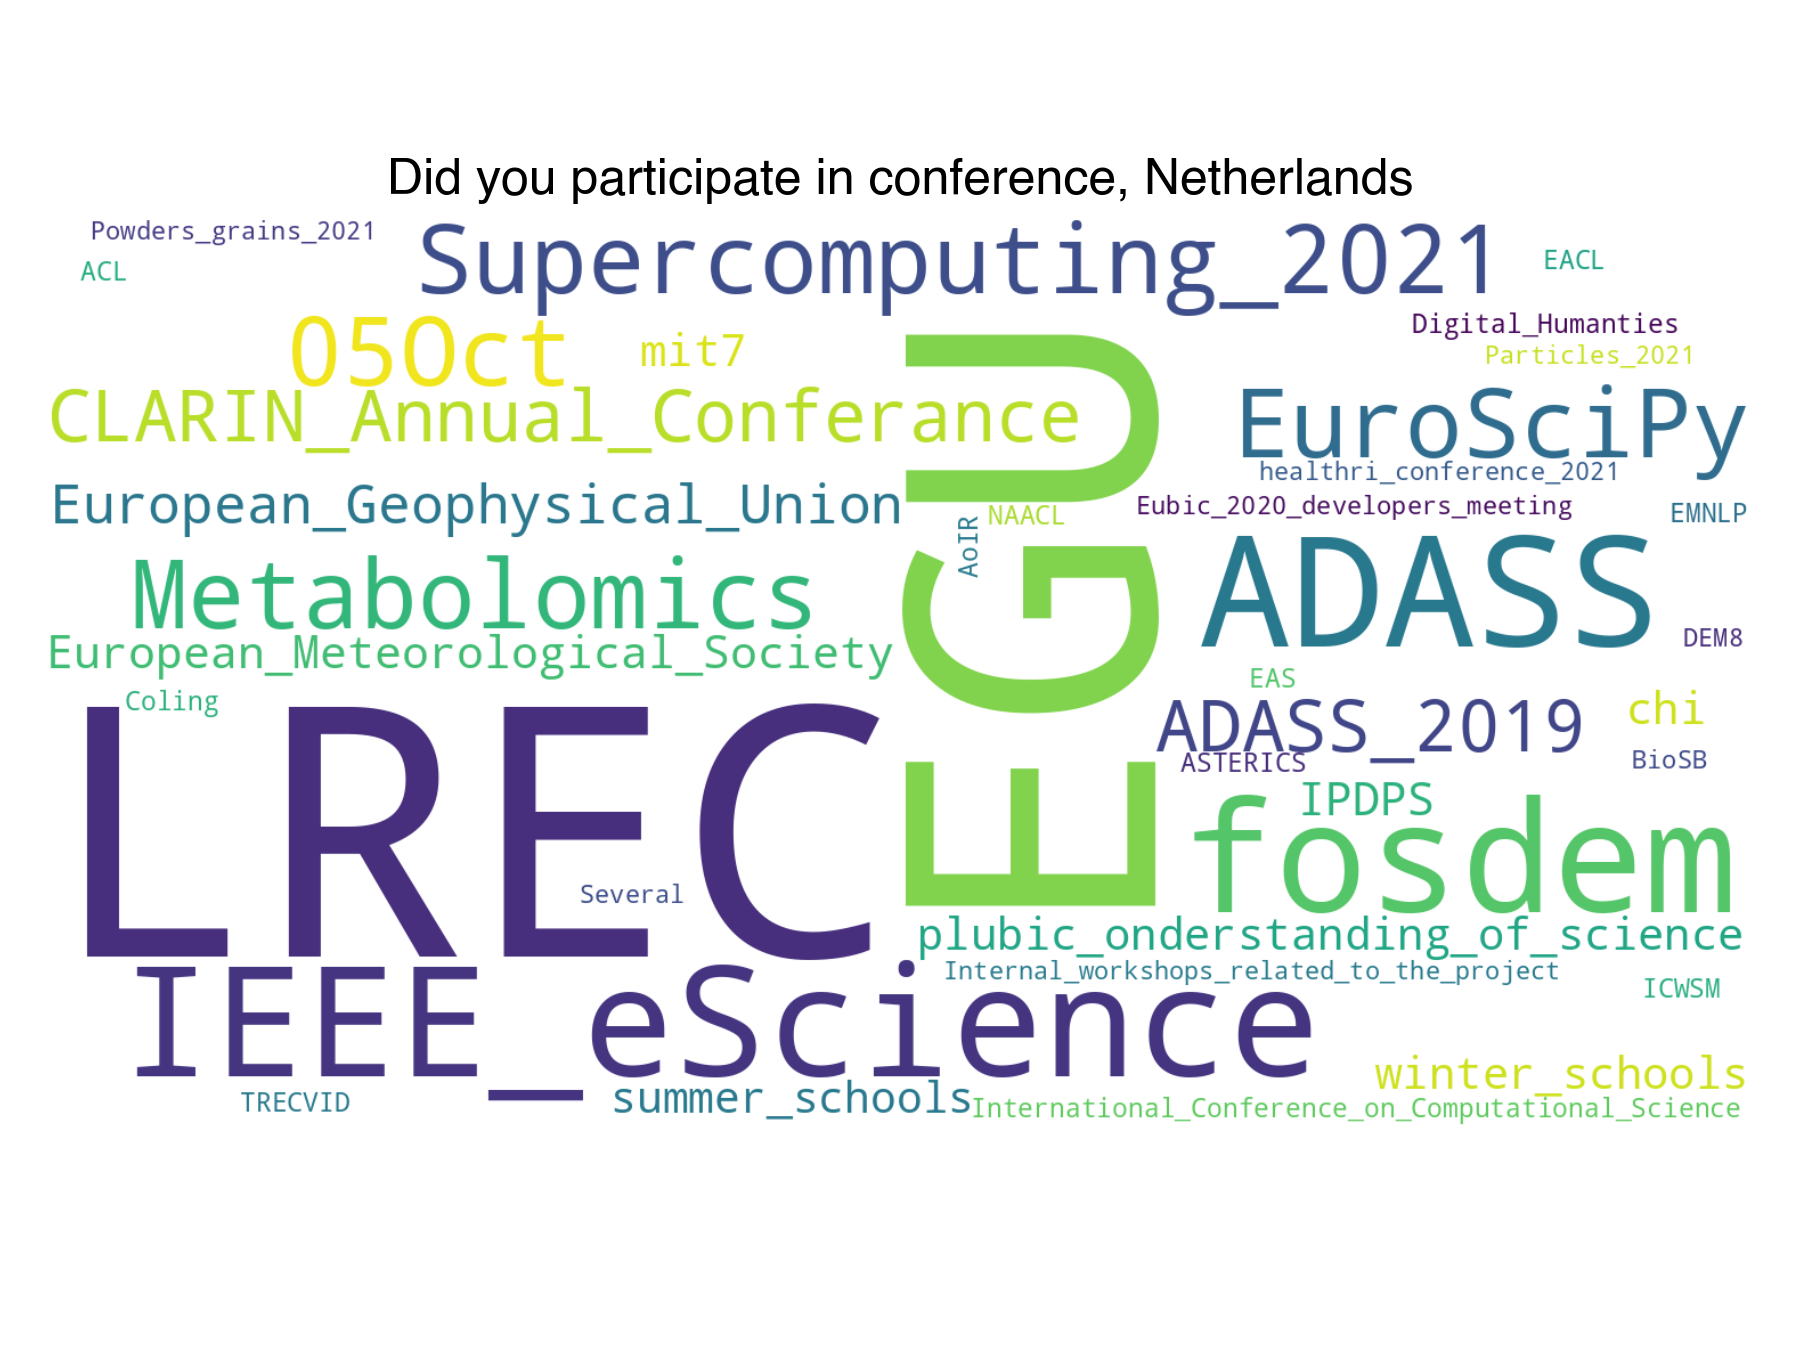 Did you participate in conference, Netherlands
Powders_grains_2021
Supercomputing_2021
EACL
ACL
05Oct
mit7
Digital_Humanties
Particles_2021
CLARIN_Annual_Conferance
EuroSciPy
healthri_conference_2021
European_Geophysical_Union
EGU
NAACL
AoIR
Eubic_2020_developers_meeting
EMNLP
Metabolomics
ADASS
European_Meteorological_Society
DEM8
EAS
Coling
LREC
ADASS_2019
chi
ASTERICS
BioSB
IPDPS
fosdem
Several
plubic_onderstanding_of_science
Internal_workshops_related_to_the_project
ICWSM
IEEE_eScience
winter_schools
TRECVID
summer_schools
International_Conference_on_Computational_Science